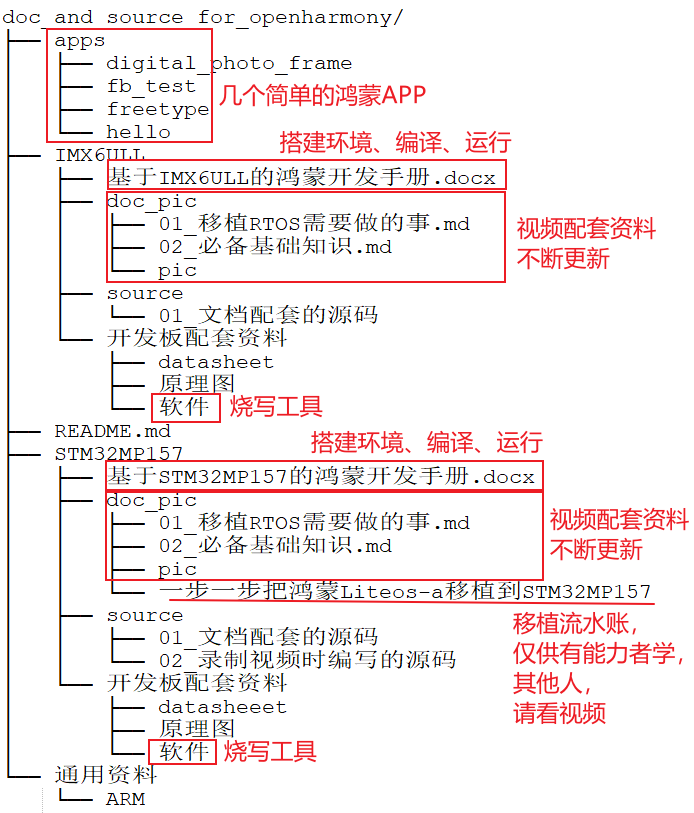 doc_and source for_openharmony/
├── apps
│   ├── digital_photo_frame
│   ├── fb_test
│   ├── freetype
│   └── hello
几个简单的鸿蒙APP
搭建环境、编译、运行
├── IMX6ULL
│   ├── 基于IMX6ULL的鸿蒙开发手册.docx
│   ├── doc_pic
│   │   ├── 01_移植RTOS需要做的事.md
│   │   ├── 02_必备基础知识.md
│   │   └── pic
视频配套资料
不断更新
│   ├── source
│   │   └── 01_文档配套的源码
│   └── 开发板配套资料
│       ├── datasheet
│       ├── 原理图
│       └── 软件 烧写工具
├── README.md
搭建环境、编译、运行
├── STM32MP157
│   ├── 基于STM32MP157的鸿蒙开发手册.docx
│   ├── doc_pic
│   │   ├── 01_移植RTOS需要做的事.md
│   │   ├── 02_必备基础知识.md
│   │   ├── pic
│   │   └── 一步一步把鸿蒙Liteos-a移植到STM32MP157
视频配套资料
不断更新
移植流水账，
仅供有能力者学，
其他人，
请看视频
│   ├── source
│   │   ├── 01_文档配套的源码
│   │   └── 02_录制视频时编写的源码
│   └── 开发板配套资料
│       ├── datasheeet
│       ├── 原理图
│       └── 软件 烧写工具
└── 通用资料
    └── ARM